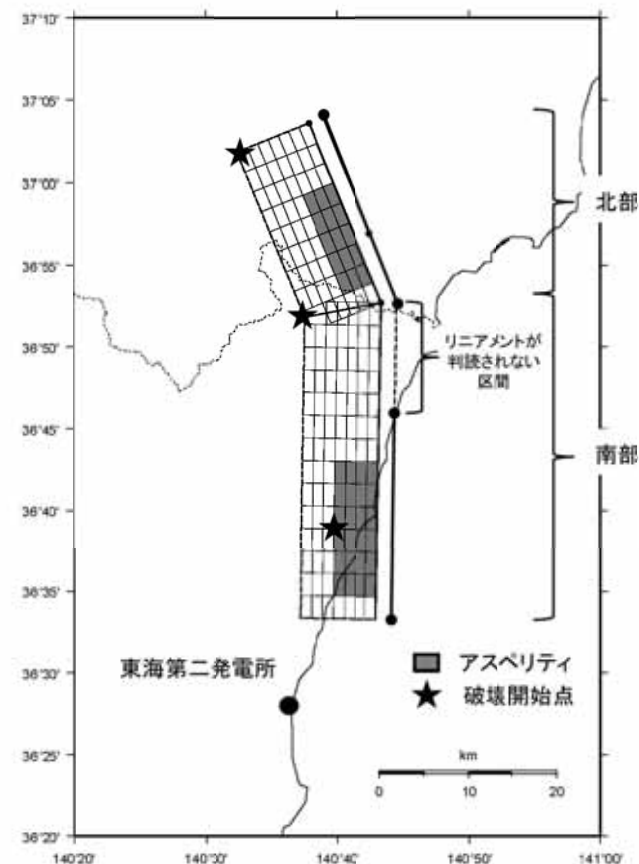 37°10'
37°05'
37°00'
36°55'
36°50'
36°45'
36°40'
36°35'
36°30'
36°25'
36°20'
140°20'
140°30'
140°40'
140°50'
141°00'
北部
リニアメントが
判読されない
区間
南部
東海第二発電所
アスペリティ
破壊開始点
km
0
10
20